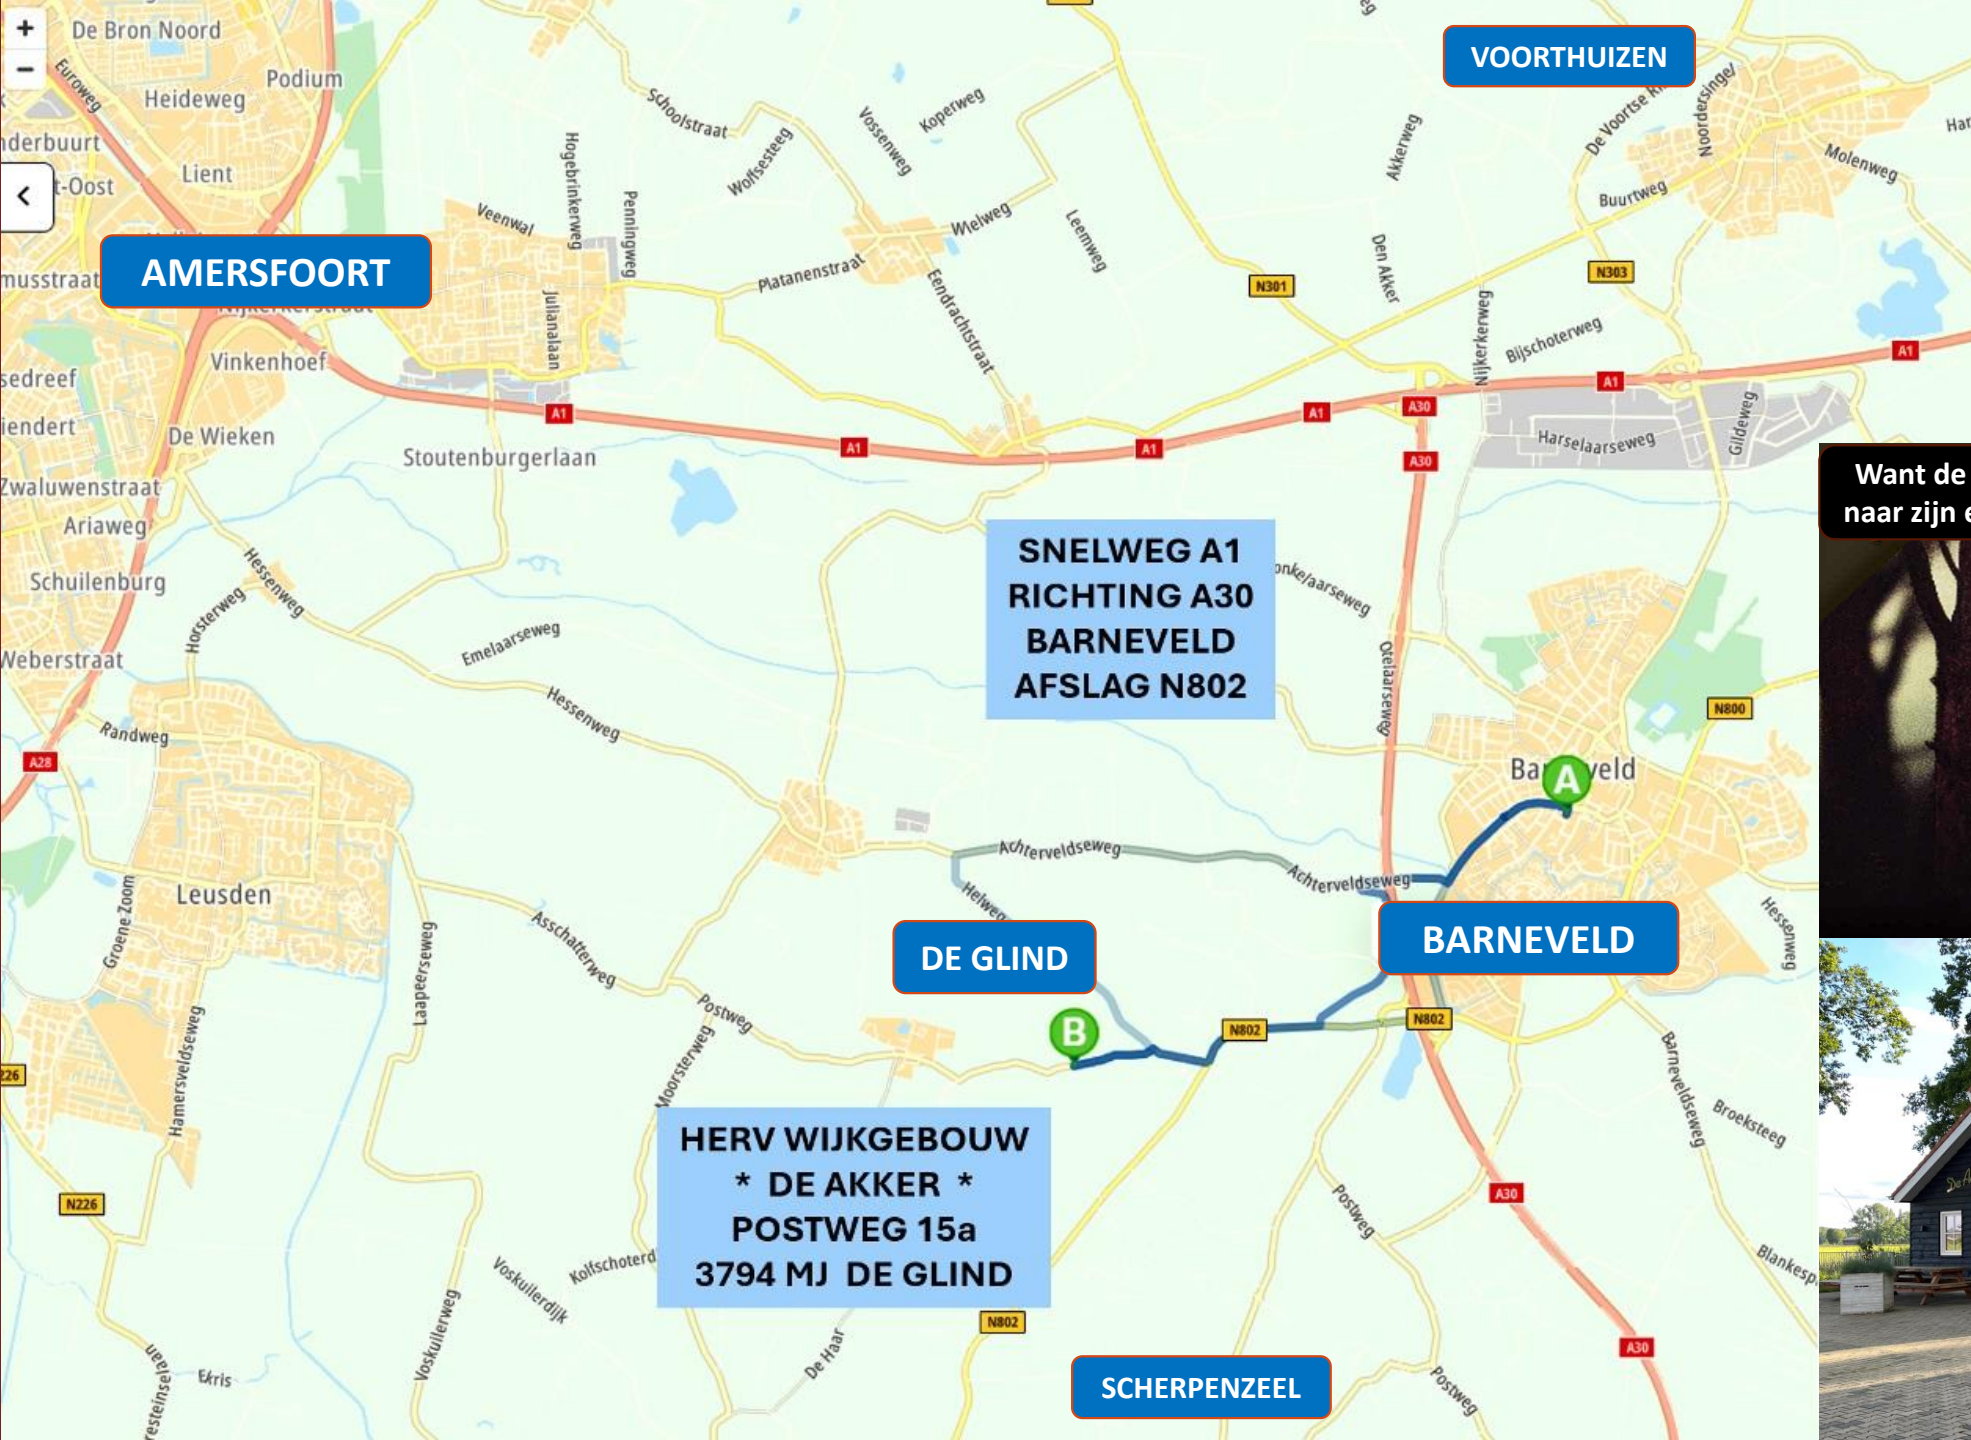 +
−
<
De Bron Noord
Euroweg
Heideweg
Podium
Lient
VOORTHUIZEN
Schoolstraat
Wolfsesteeg
Vossenweg
Koperweg
Akkerweg
Noordersingel
De Voortse
Molenweg
Buurtweg
Hogebrinkerweg
Penningweg
Veenwal
Wielweg
Leemweg
Den Akker
AMERSFOORT
Platanenstraat
Eendrachtstraat
N301
N303
Nijkerkerweg
Bijschoterweg
Julianalaan
Vinkenhoef
A1
A1
A1
A1
A1
A1
A30
A30
De Wieken
Stoutenburgerlaan
Harselaarseweg
Gildeweg
Want de
naar zijn
Zwaluwenstraat
Ariaweg
Schuilenburg
Hessenweg
Horsterweg
Weberstraat
Emelaarseweg
Hessenweg
SNELWEG A1
RICHTING A30
BARNEVELD
AFSLAG N802
Otelaarseweg
N800
Randweg
A28
Leusden
Groene Zoom
Hamersveldseweg
Laapeerseweg
Asschatterweg
Achterveldseweg
Achterveldseweg
Helweg
A
Hessenweg
DE GLIND
BARNEVELD
B
N802
N802
Postweg
Moorsterweg
Barneveldseweg
Broeksteeg
HERV WIJKGEBOUW
* DE AKKER *
POSTWEG 15a
3794 MJ DE GLIND
N226
Voskuilerdijk
Voskuilerweg
De Haar
N802
Postweg
A30
A30
Postweg
Ekris
SCHERPENZEEL